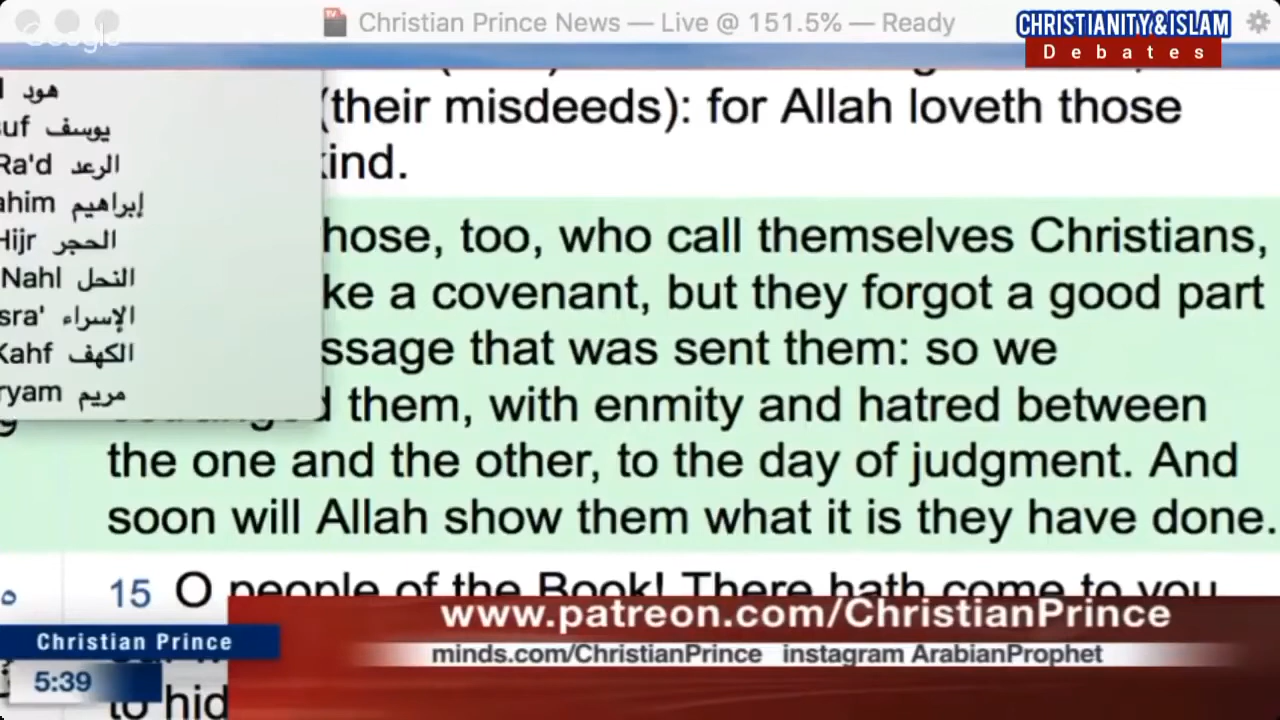 Google
Christian Prince News — Live @ 151.5% — Ready
CHRISTIANITY&ISLAM
Debates
هود
suf يوسف
Ra'd الرعد
ahim إبراهيم
Hijr الحجر
Nahl النحل
sra' الإسراء
Kahf الكهف
ryam مريم
(their misdeeds): for Allah loveth those
kind.
hose, too, who call themselves Christians,
ke a covenant, but they forgot a good part
ssage that was sent them: so we
them, with enmity and hatred between
the one and the other, to the day of judgment. And
soon will Allah show them what it is they have done.
15 O people of the Book! There hath come to you
to hid
www.patreon.com/ChristianPrince
minds.com/ChristianPrince instagram ArabianProphet
Christian Prince
5:39